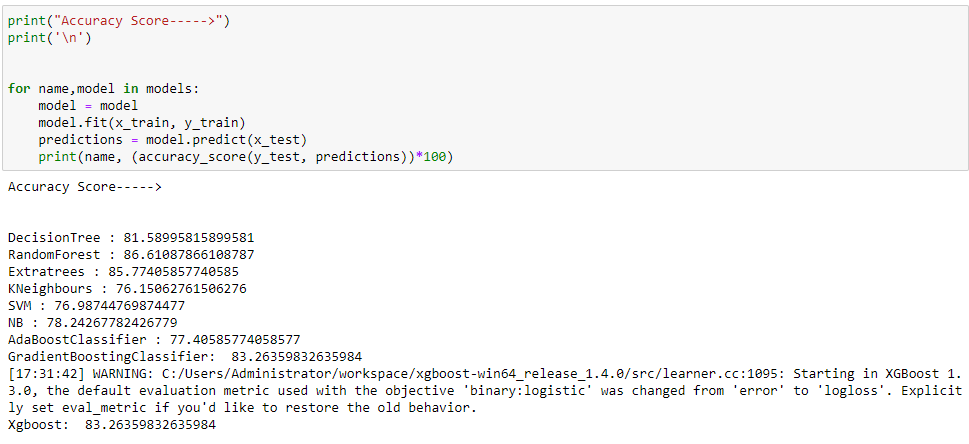 print("Accuracy Score----->")
print('\n')
for name,model in models:
    model = model
    model.fit(x_train, y_train)
    predictions = model.predict(x_test)
    print(name, (accuracy_score(y_test, predictions))*100)
Accuracy Score----->
DecisionTree : 81.58995815899581
RandomForest : 86.61087866108787
Extratrees : 85.77405857740585
KNeighbours : 76.15062761506276
SVM : 76.98744769874477
NB : 78.24267782426779
AdaBoostClassifier : 77.40585774058577
GradientBoostingClassifier:  83.26359832635984
[17:31:42] WARNING: C:/Users/Administrator/workspace/xgboost-win64_release_1.4.0/src/learner.cc:1095: Starting in XGBoost 1.
3.0, the default evaluation metric used with the objective 'binary:logistic' was changed from 'error' to 'logloss'. Explicit
ly set eval_metric if you'd like to restore the old behavior.
Xgboost:  83.26359832635984